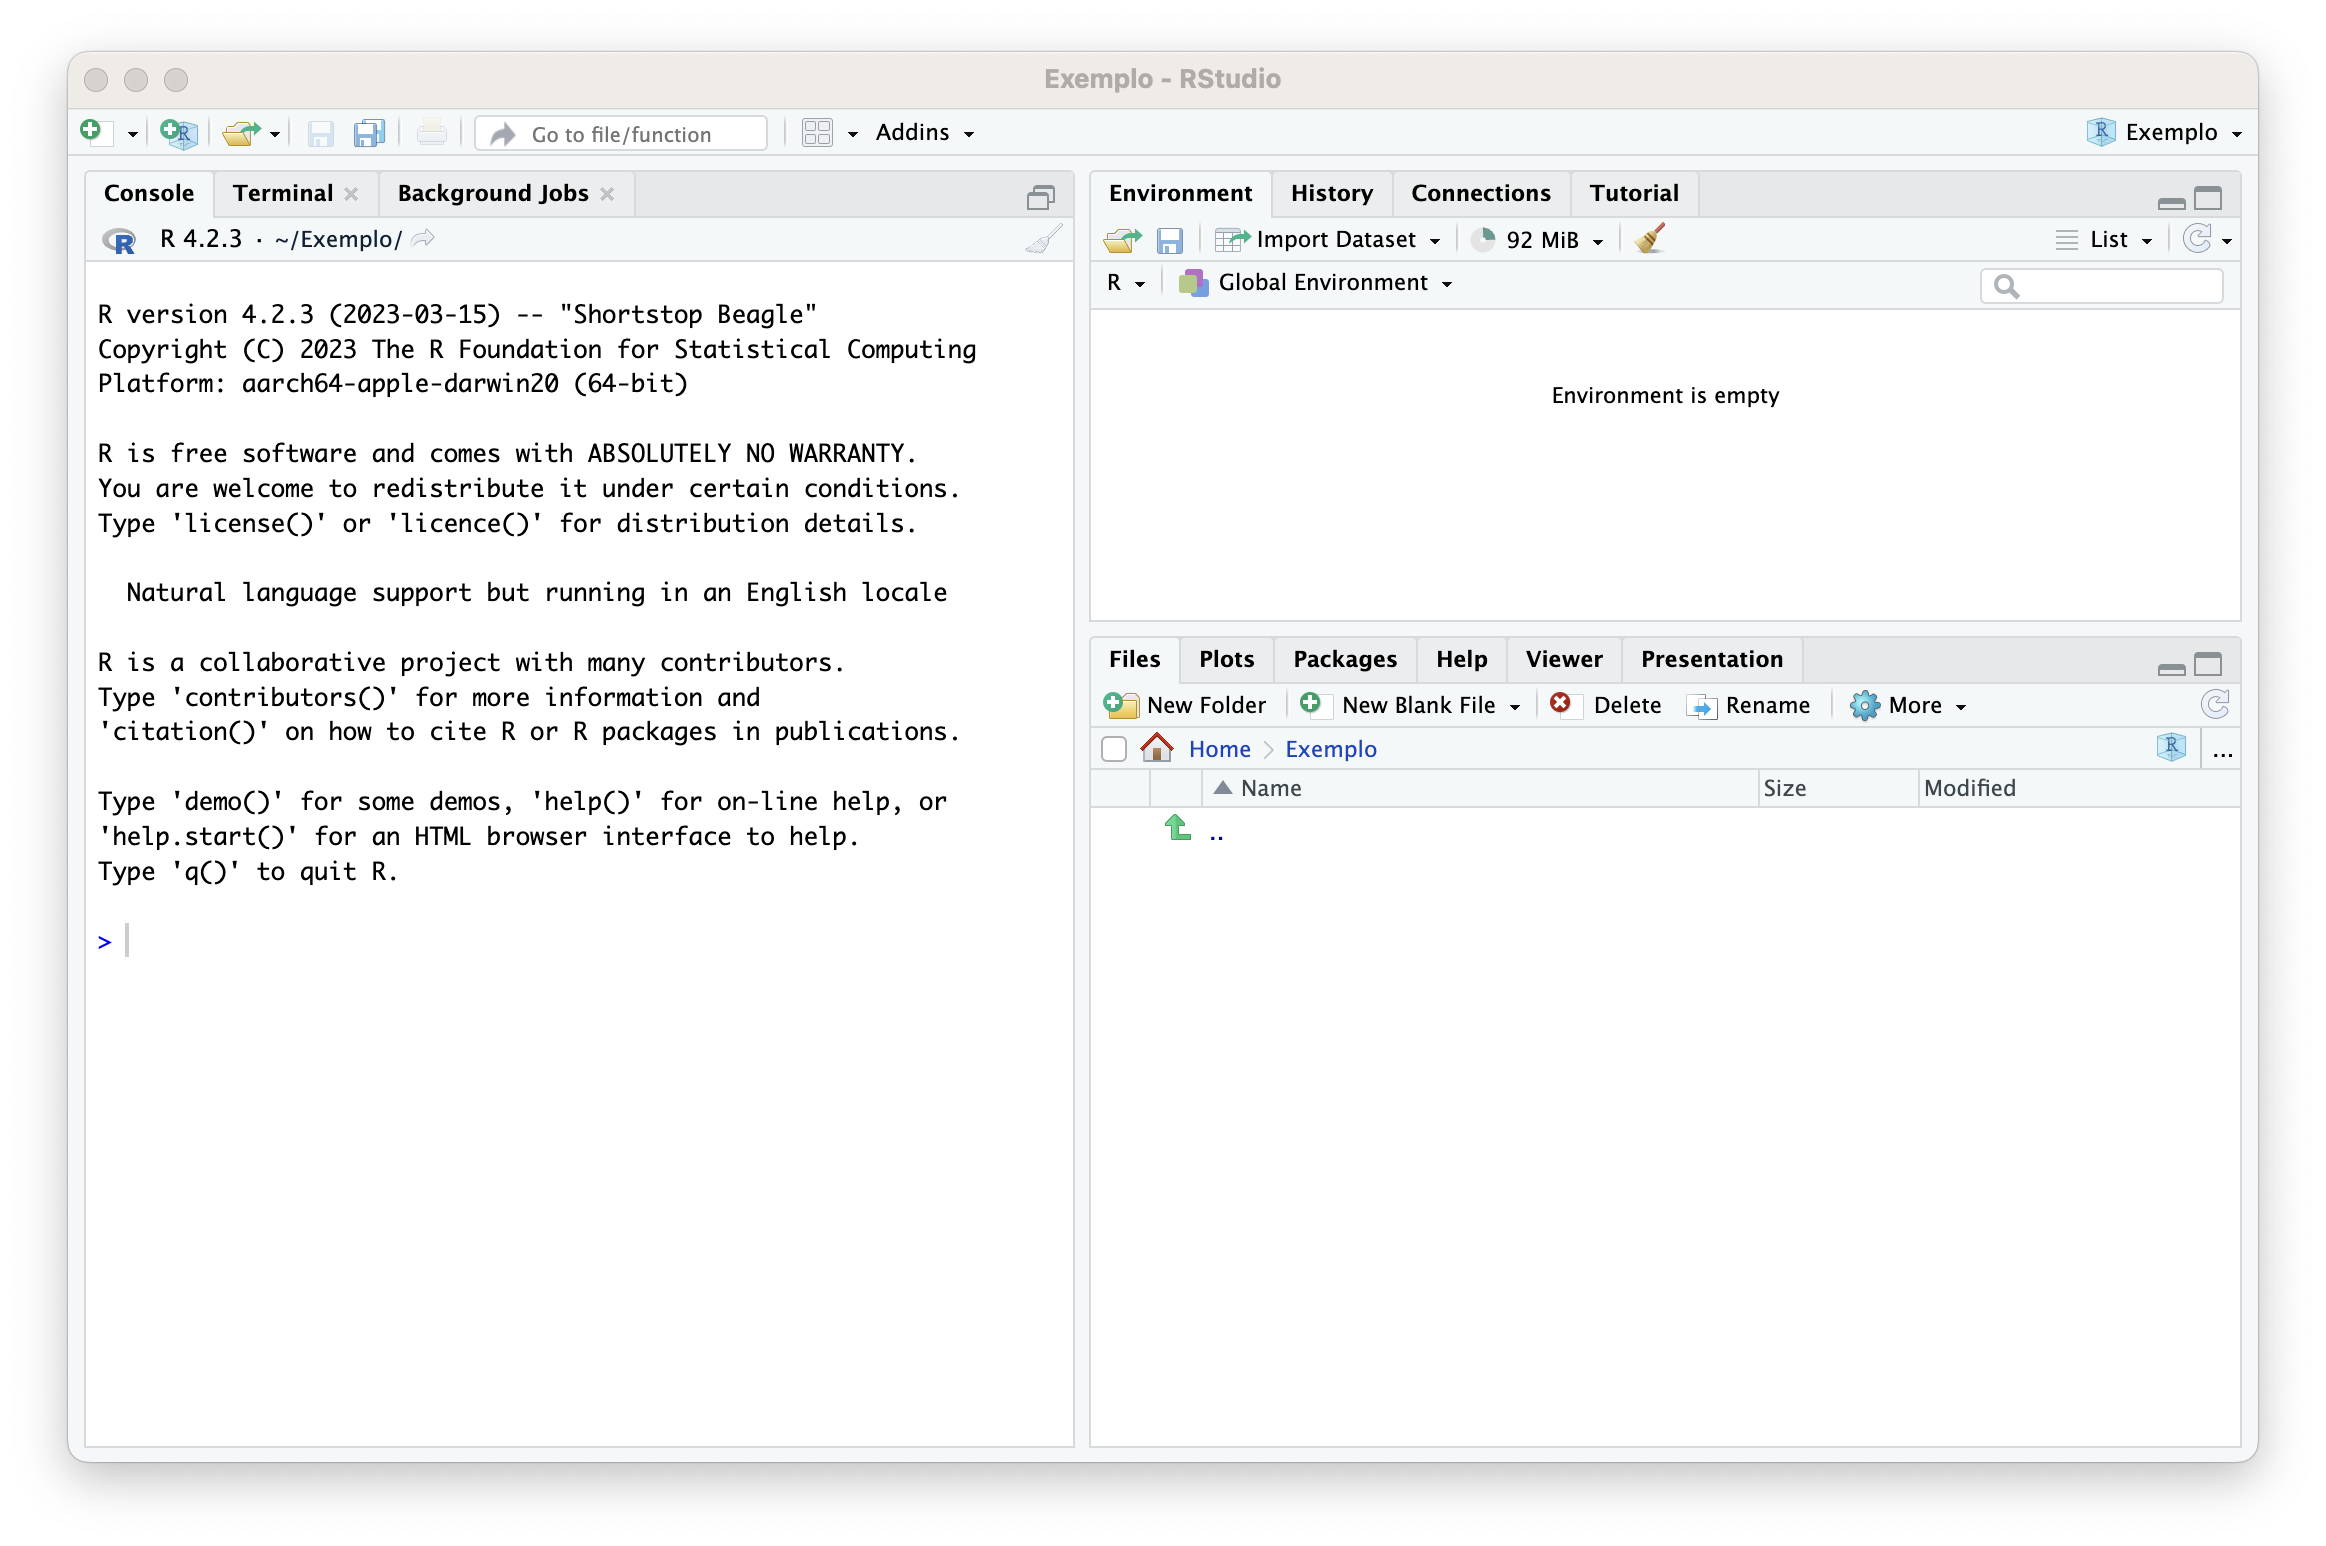 Exemplo - RStudio
Go to file/function Addins Exemplo
Console Terminal Background Jobs
R 4.2.3 · ~/Exemplo/
R version 4.2.3 (2023-03-15) -- "Shortstop Beagle"
Copyright (C) 2023 The R Foundation for Statistical Computing
Platform: aarch64-apple-darwin20 (64-bit)
R is free software and comes with ABSOLUTELY NO WARRANTY.
You are welcome to redistribute it under certain conditions.
Type 'license()' or 'licence()' for distribution details.
Natural language support but running in an English locale
R is a collaborative project with many contributors.
Type 'contributors()' for more information and
'citation()' on how to cite R or R packages in publications.
Type 'demo()' for some demos, 'help()' for on-line help, or
'help.start()' for an HTML browser interface to help.
Type 'q()' to quit R.
>
Environment History Connections Tutorial
Import Dataset 92 MiB List
R Global Environment
Environment is empty
Files Plots Packages Help Viewer Presentation
New Folder New Blank File Delete Rename More
Home Exemplo ...
Name Size Modified
..